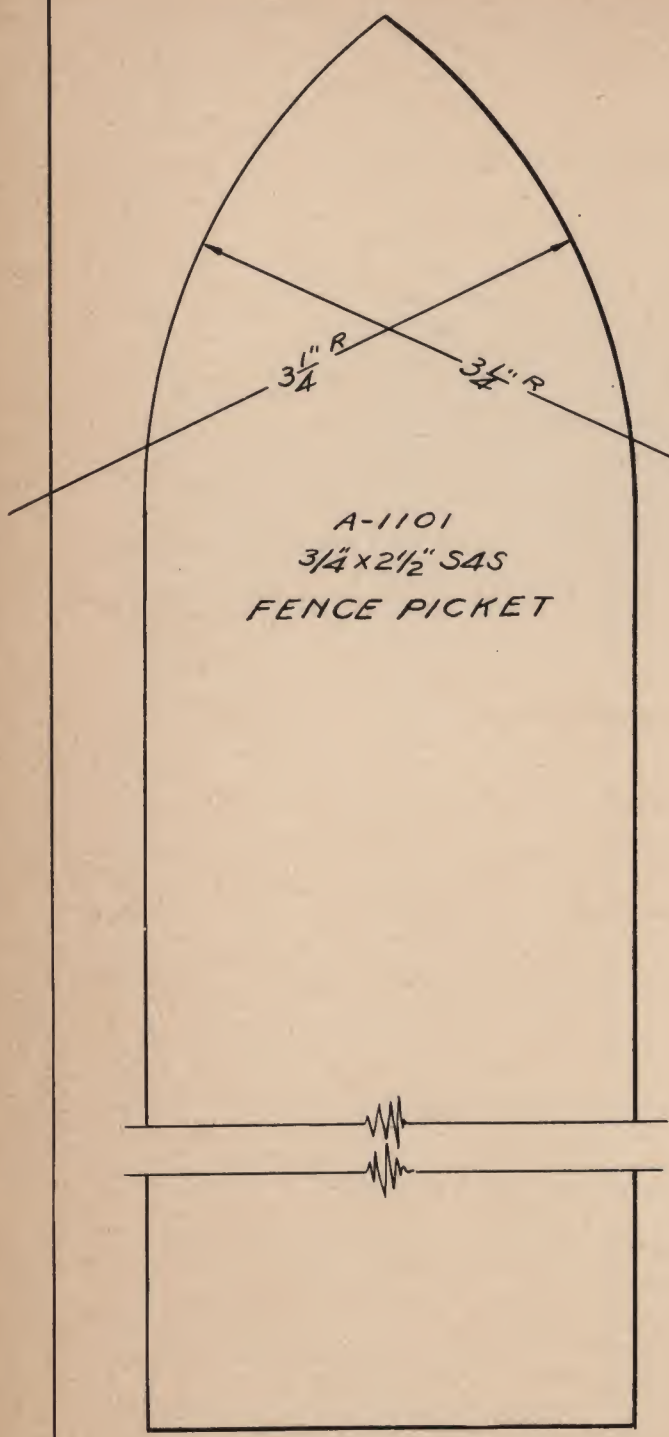 3 1/4" R
3 1/4" R
A-1101
3/4" x 2 1/2" S4S
FENCE PICKET